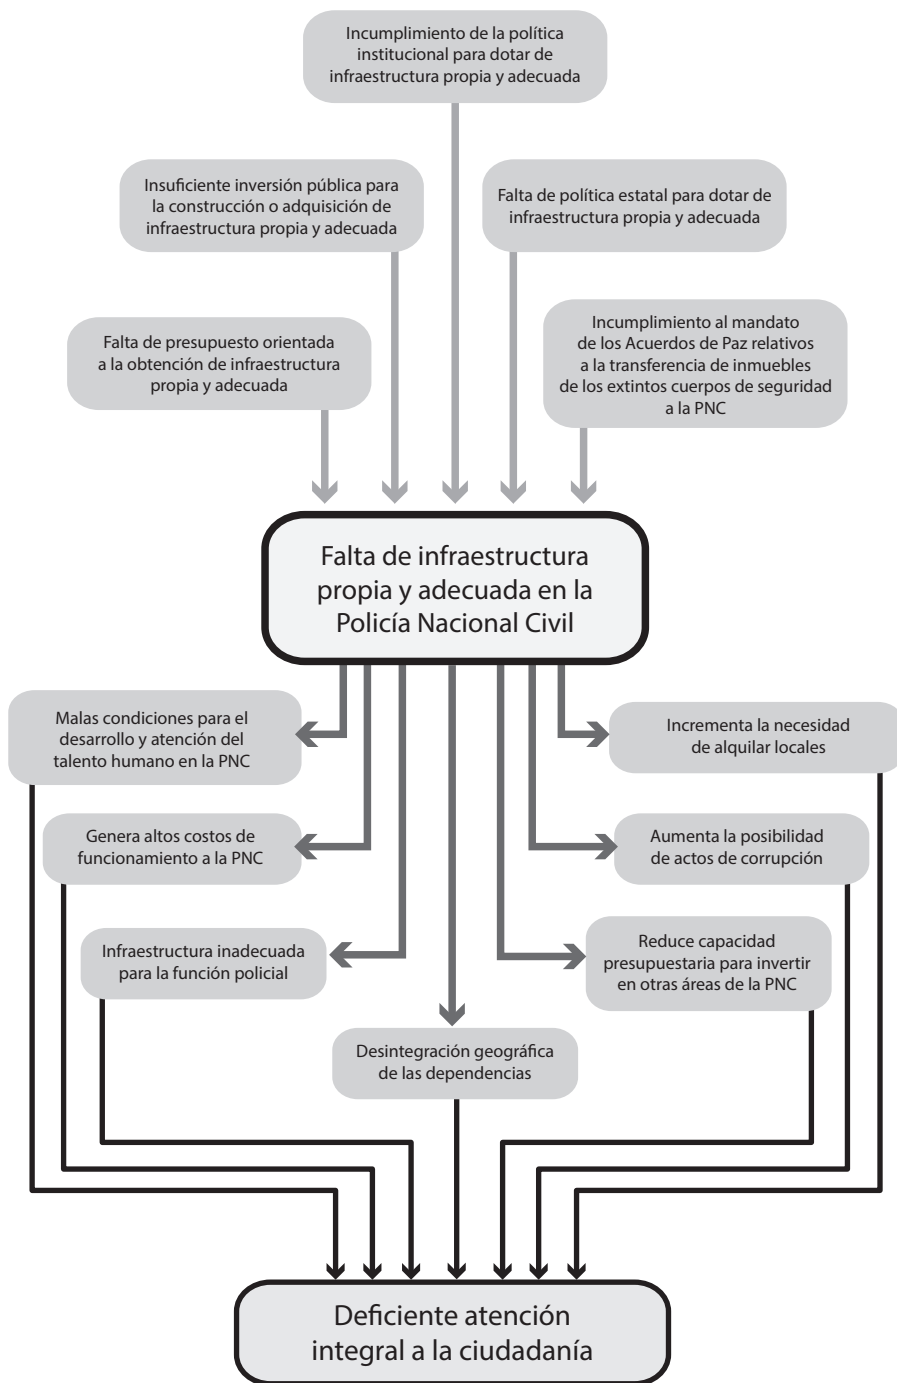 Incumplimiento de la política
institucional para dotar de
infraestructura propia y adecuada
Insuficiente inversión pública para
la construcción o adquisición de
infraestructura propia y adecuada
Falta de política estatal para dotar de
infraestructura propia y adecuada
Falta de presupuesto orientada
a la obtención de infraestructura
propia y adecuada
Incumplimiento al mandato
de los Acuerdos de Paz relativos
a la transferencia de inmuebles
de los extintos cuerpos de seguridad
a la PNC
Falta de infraestructura
propia y adecuada en la
Policía Nacional Civil
Malas condiciones para el
desarrollo y atención del
talento humano en la PNC
Incrementa la necesidad
de alquilar locales
Genera altos costos de
funcionamiento a la PNC
Aumenta la posibilidad
de actos de corrupción
Infraestructura inadecuada
para la función policial
Reduce capacidad
presupuestaria para invertir
en otras áreas de la PNC
Desintegración geográfica
de las dependencias
Deficiente atención
integral a la ciudadanía